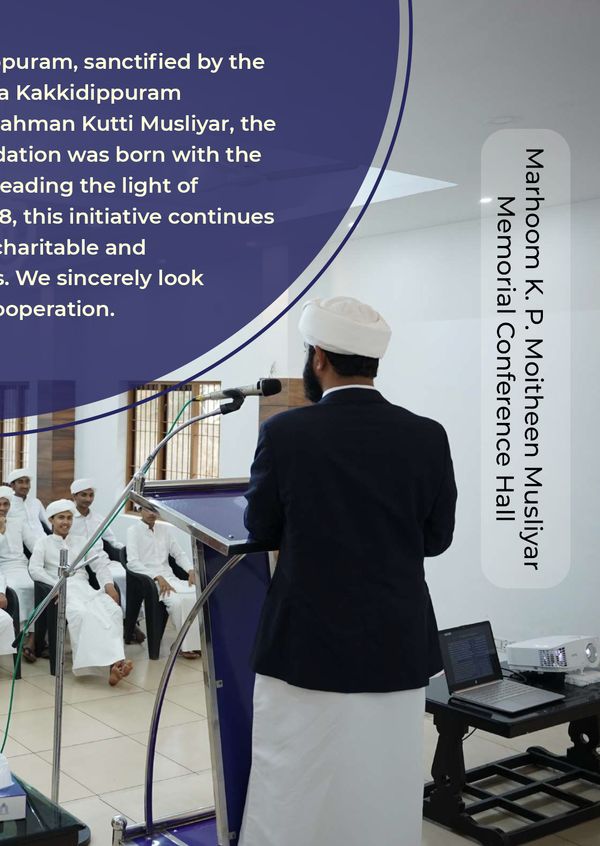 ppuram, sanctified by the
a Kakkidippuram
ahman Kutti Musliyar, the
dation was born with the
eading the light of
8, this initiative continues
charitable and
s. We sincerely look
ooperation.
Marhoom K. P. Moitheen Musliyar
Memorial Conference Hall